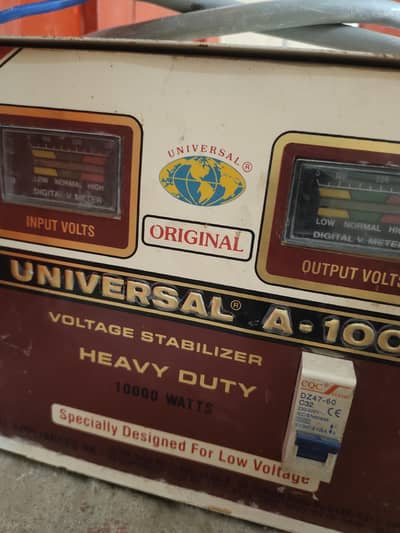 UNIVERSAL®
ORIGINAL
LOW NORMAL HIGH
DIGITAL V. METER
INPUT VOLTS
LOW NORMAL HIGH
DIGITAL V. METER
OUTPUT VOLTS
UNIVERSAL® A-100
VOLTAGE STABILIZER
HEAVY DUTY
10000 WATTS
Specially Designed For Low Voltage
DZ47-60
C32
CE